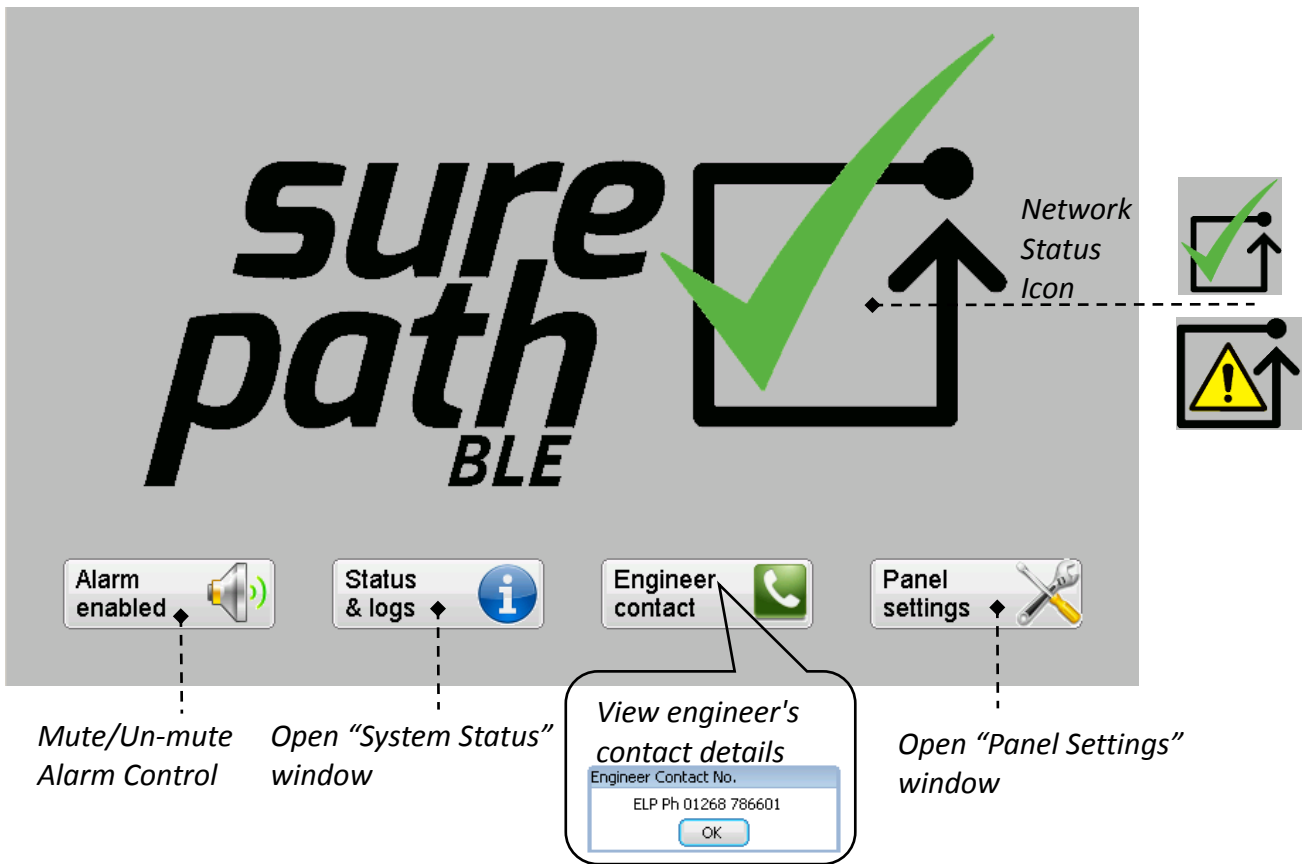 sure
path
BLE
Network
Status
Icon
Alarm
enabled
Status
& logs
Engineer
contact
Panel
settings
Mute/Un-mute
Alarm Control
Open “System Status”
window
View engineer's
contact details
Engineer Contact No.
ELP Ph 01268 786601
OK
Open “Panel Settings”
window